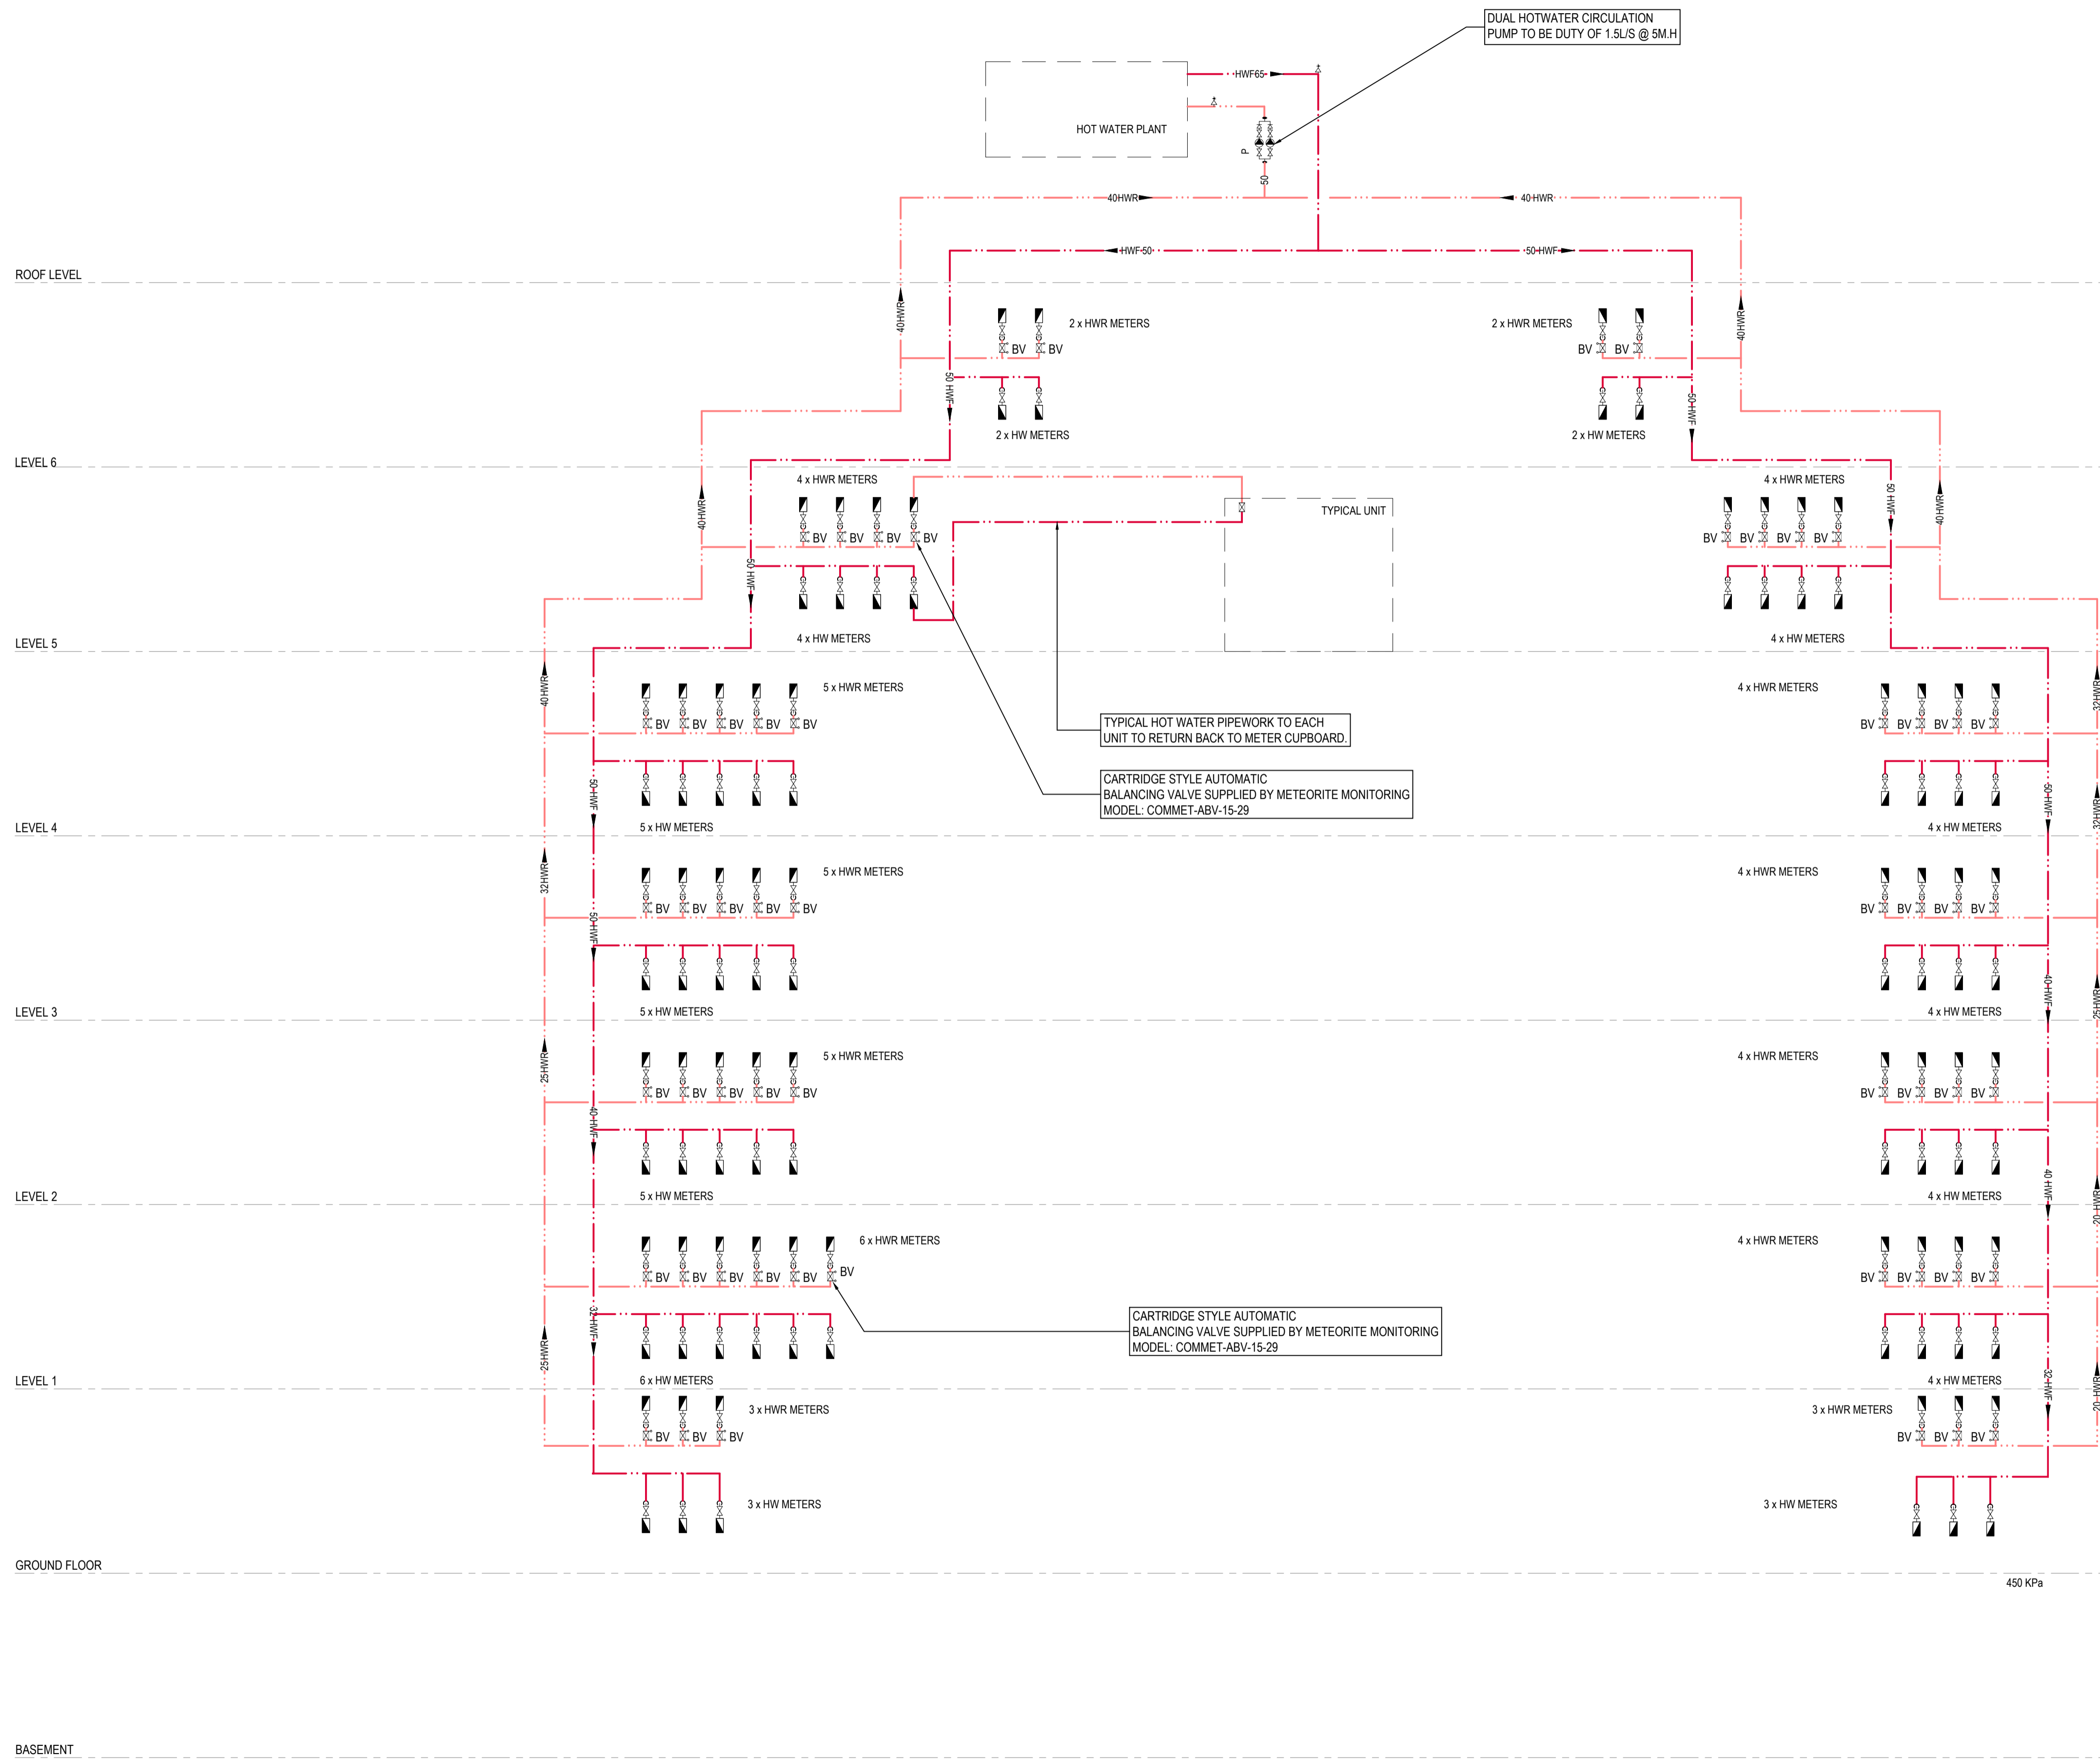 DUAL HOTWATER CIRCULATION
PUMP TO BE DUTY OF 1.5L/S @ 5M.H
HWF65
HOT WATER PLANT
P
50
40HWR
40 HWR
HWF 50
50 HWF
ROOF LEVEL
40HWR
2 x HWR METERS
2 x HWR METERS
40HWR
BV BV
BV BV
50 HWF
50 HWF
2 x HW METERS
2 x HW METERS
LEVEL 6
4 x HWR METERS
4 x HWR METERS
40HWR
TYPICAL UNIT
50 HWF
40HWR
BV BV BV BV
BV BV BV BV
50 HWF
4 x HW METERS
4 x HW METERS
LEVEL 5
40HWR
5 x HWR METERS
4 x HWR METERS
32HWR
BV BV BV BV BV
BV BV BV BV
TYPICAL HOT WATER PIPEWORK TO EACH
UNIT TO RETURN BACK TO METER CUPBOARD.
CARTRIDGE STYLE AUTOMATIC
BALANCING VALVE SUPPLIED BY METEORITE MONITORING
MODEL: COMMET-ABV-15-29
50 HWF
50 HWF
32HWR
5 x HW METERS
4 x HW METERS
LEVEL 4
32HWR
5 x HWR METERS
4 x HWR METERS
BV BV BV BV BV
BV BV BV BV
50 HWF
40 HWF
25HWR
5 x HW METERS
4 x HW METERS
LEVEL 3
25HWR
5 x HWR METERS
4 x HWR METERS
BV BV BV BV BV
BV BV BV BV
40 HWF
40 HWF
20 HWR
5 x HW METERS
4 x HW METERS
LEVEL 2
6 x HWR METERS
4 x HWR METERS
BV BV BV BV BV BV
BV BV BV BV
CARTRIDGE STYLE AUTOMATIC
BALANCING VALVE SUPPLIED BY METEORITE MONITORING
MODEL: COMMET-ABV-15-29
32 HWF
25HWR
32 HWF
20 HWR
6 x HW METERS
4 x HW METERS
LEVEL 1
3 x HWR METERS
3 x HWR METERS
BV BV BV
BV BV BV
3 x HW METERS
3 x HW METERS
GROUND FLOOR
450 KPa
BASEMENT